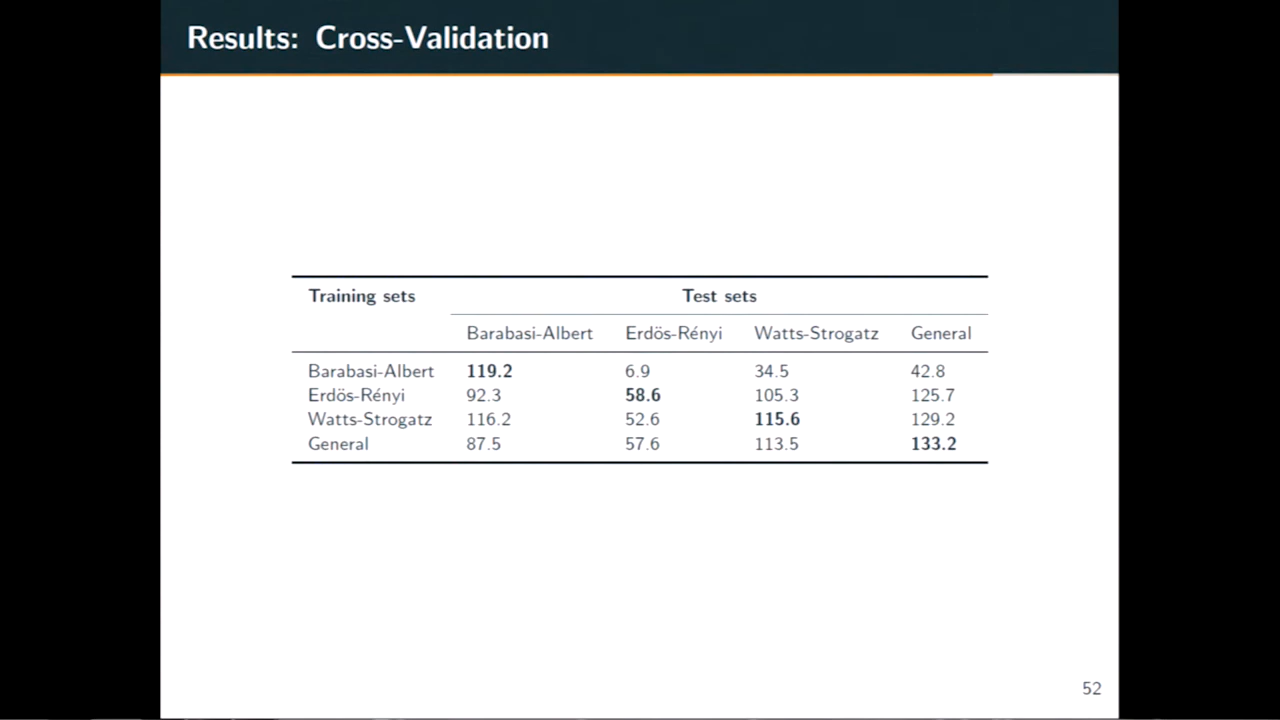 Results: Cross-Validation
Training sets Test sets
Barabasi-Albert Erdös-Rényi Watts-Strogatz General
Barabasi-Albert 119.2 6.9 34.5 42.8
Erdös-Rényi 92.3 58.6 105.3 125.7
Watts-Strogatz 116.2 52.6 115.6 129.2
General 87.5 57.6 113.5 133.2
52